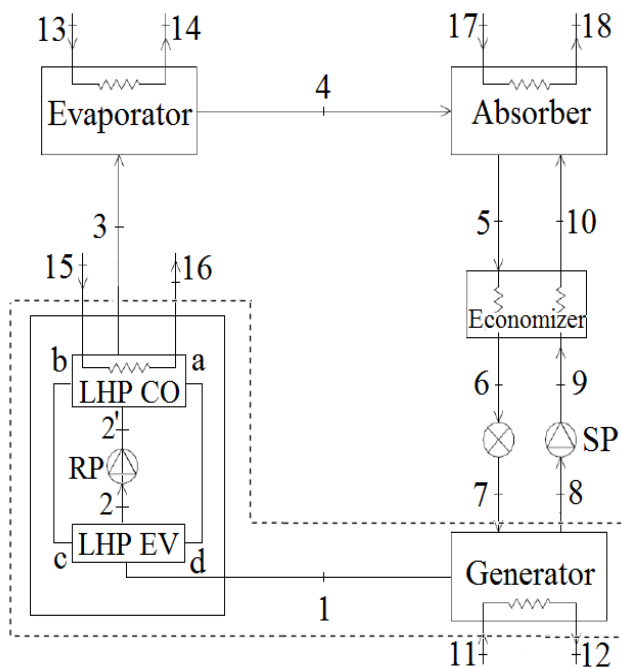 13 14 17 18
Evaporator 4 Absorber
3 5 10
15 16
Economizer
b a
LHP CO 6 9
2'
RP SP
2 7 8
LHP EV
c d Generator
1
11 12